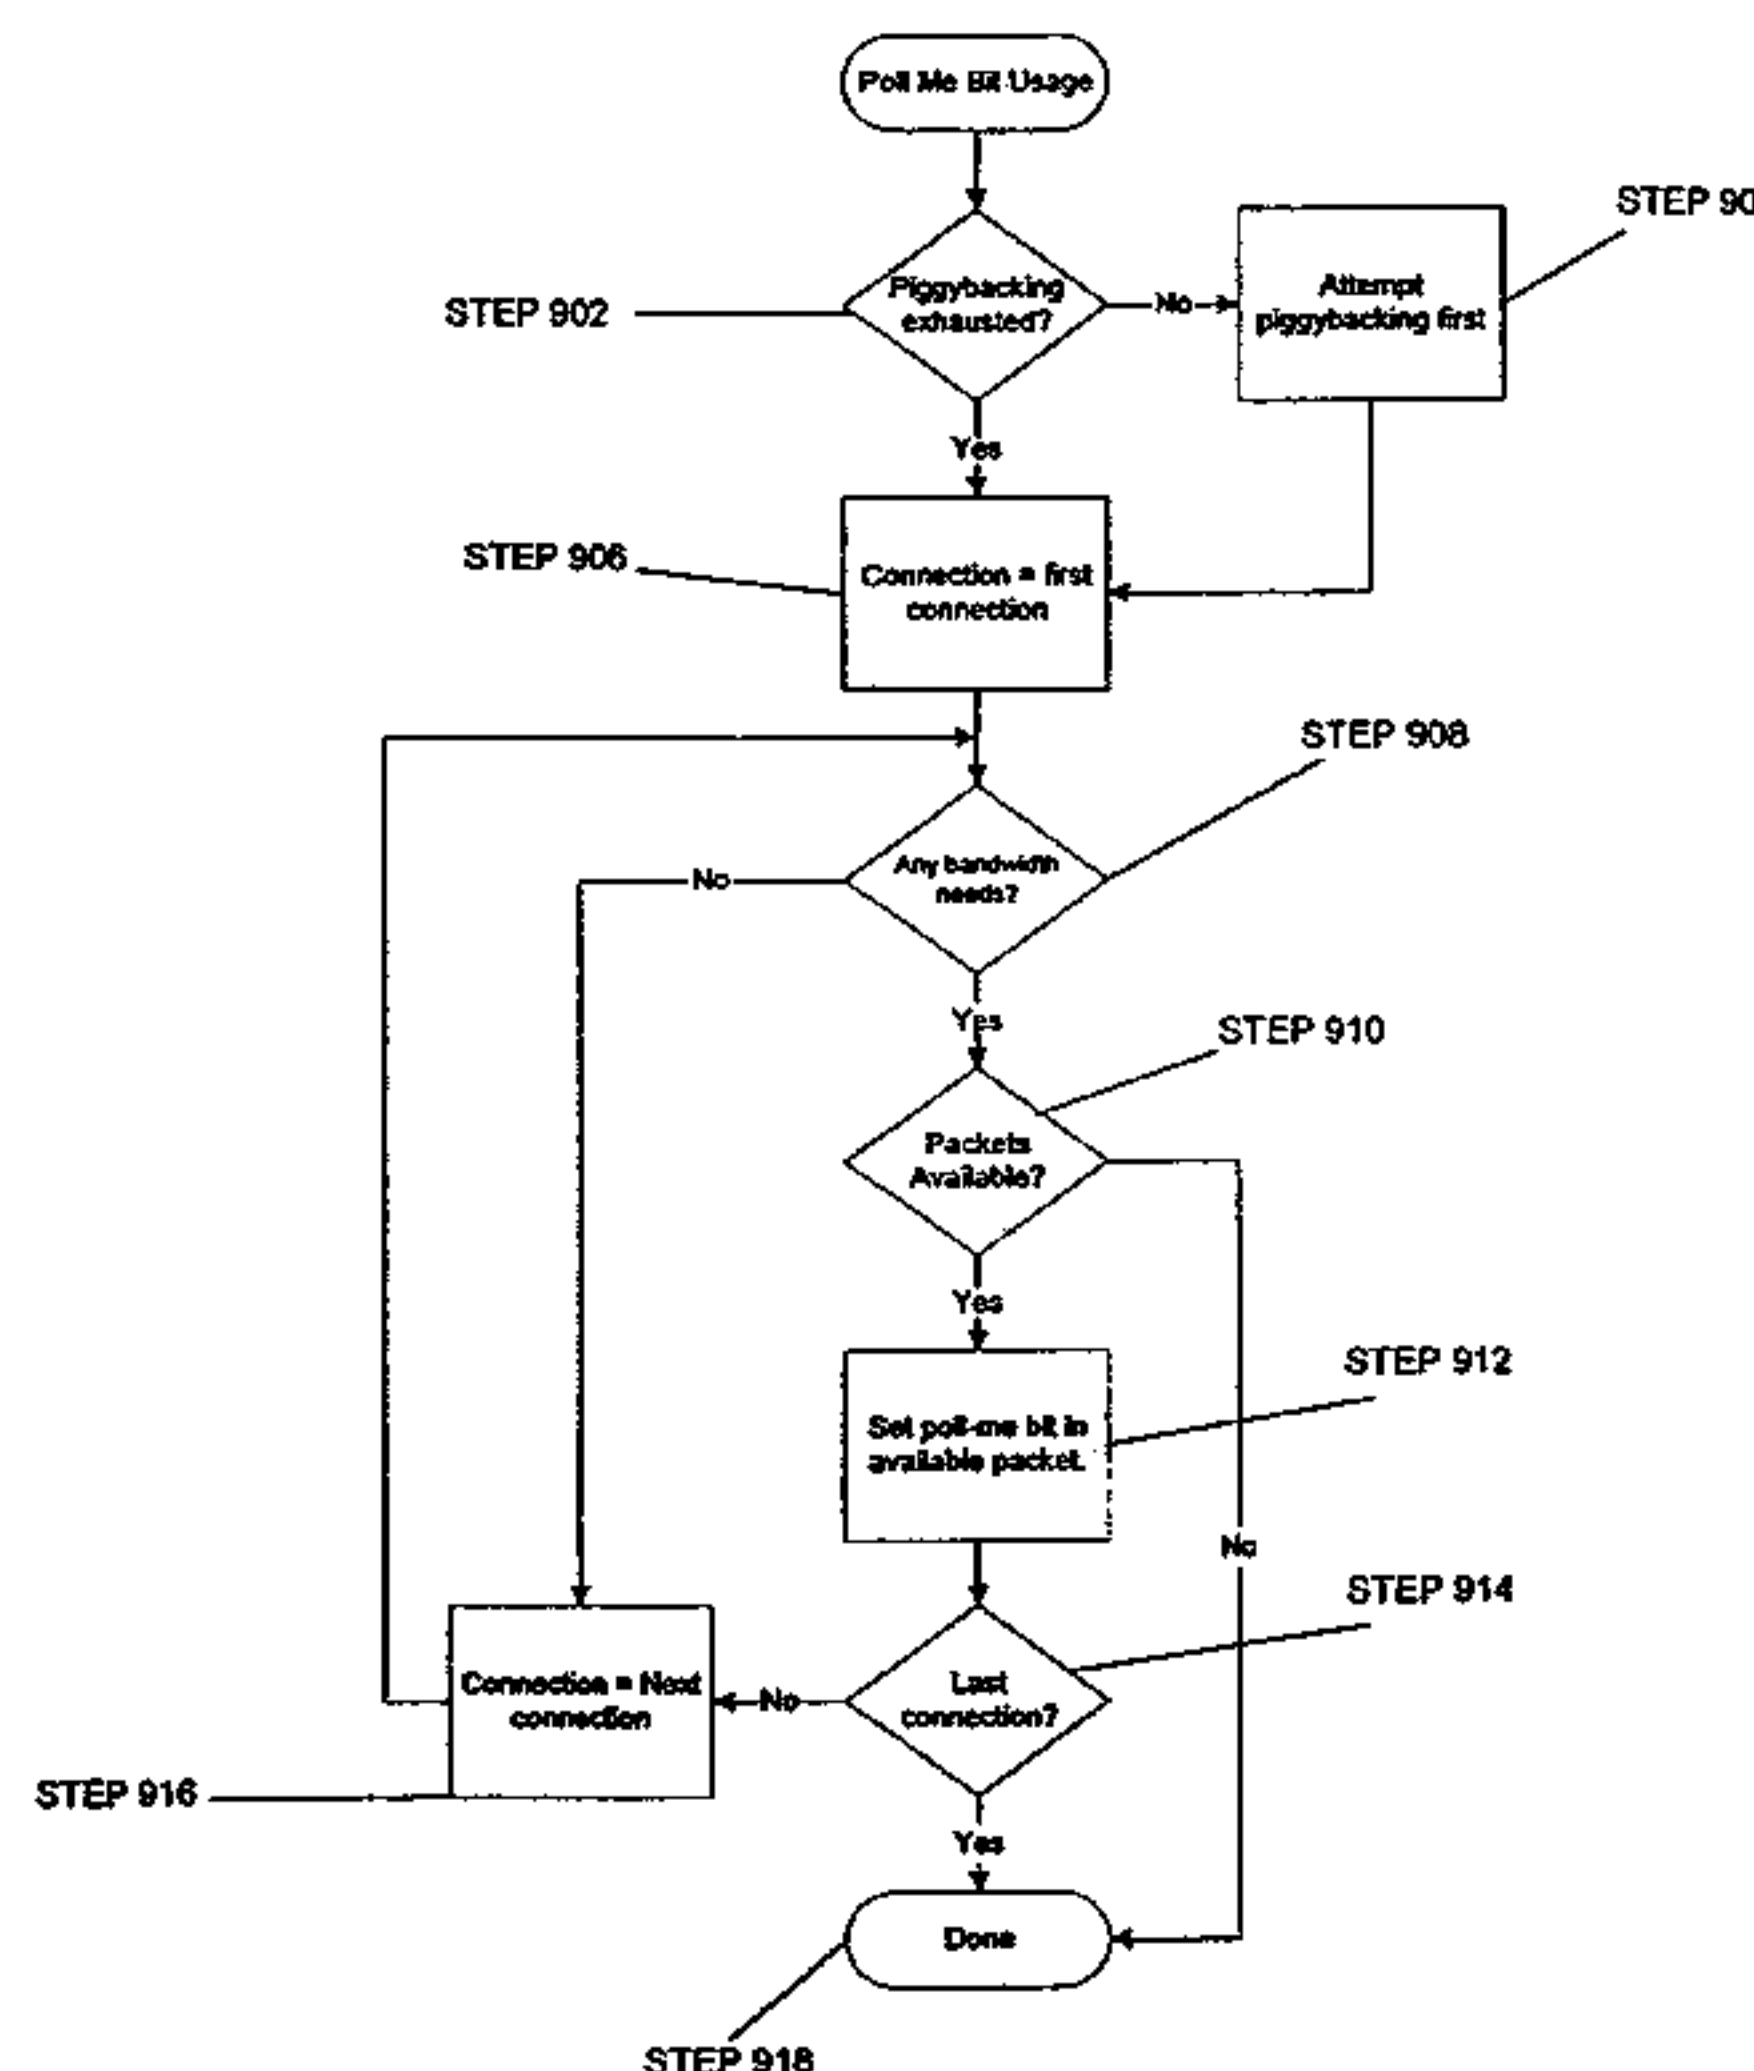 Poll Me Bit Usage
STEP 90
Piggybacking
exhausted?
STEP 902
No
Attempt
piggybacking first
Yes
STEP 906
Connection = first
connection
STEP 908
Any bandwidth
needs?
No
Yes
STEP 910
Packets
Available?
Yes
STEP 912
Set poll-me bit in
available packet.
No
STEP 914
Last
connection?
No
Connection = Next
connection
STEP 916
Yes
Done
STEP 918